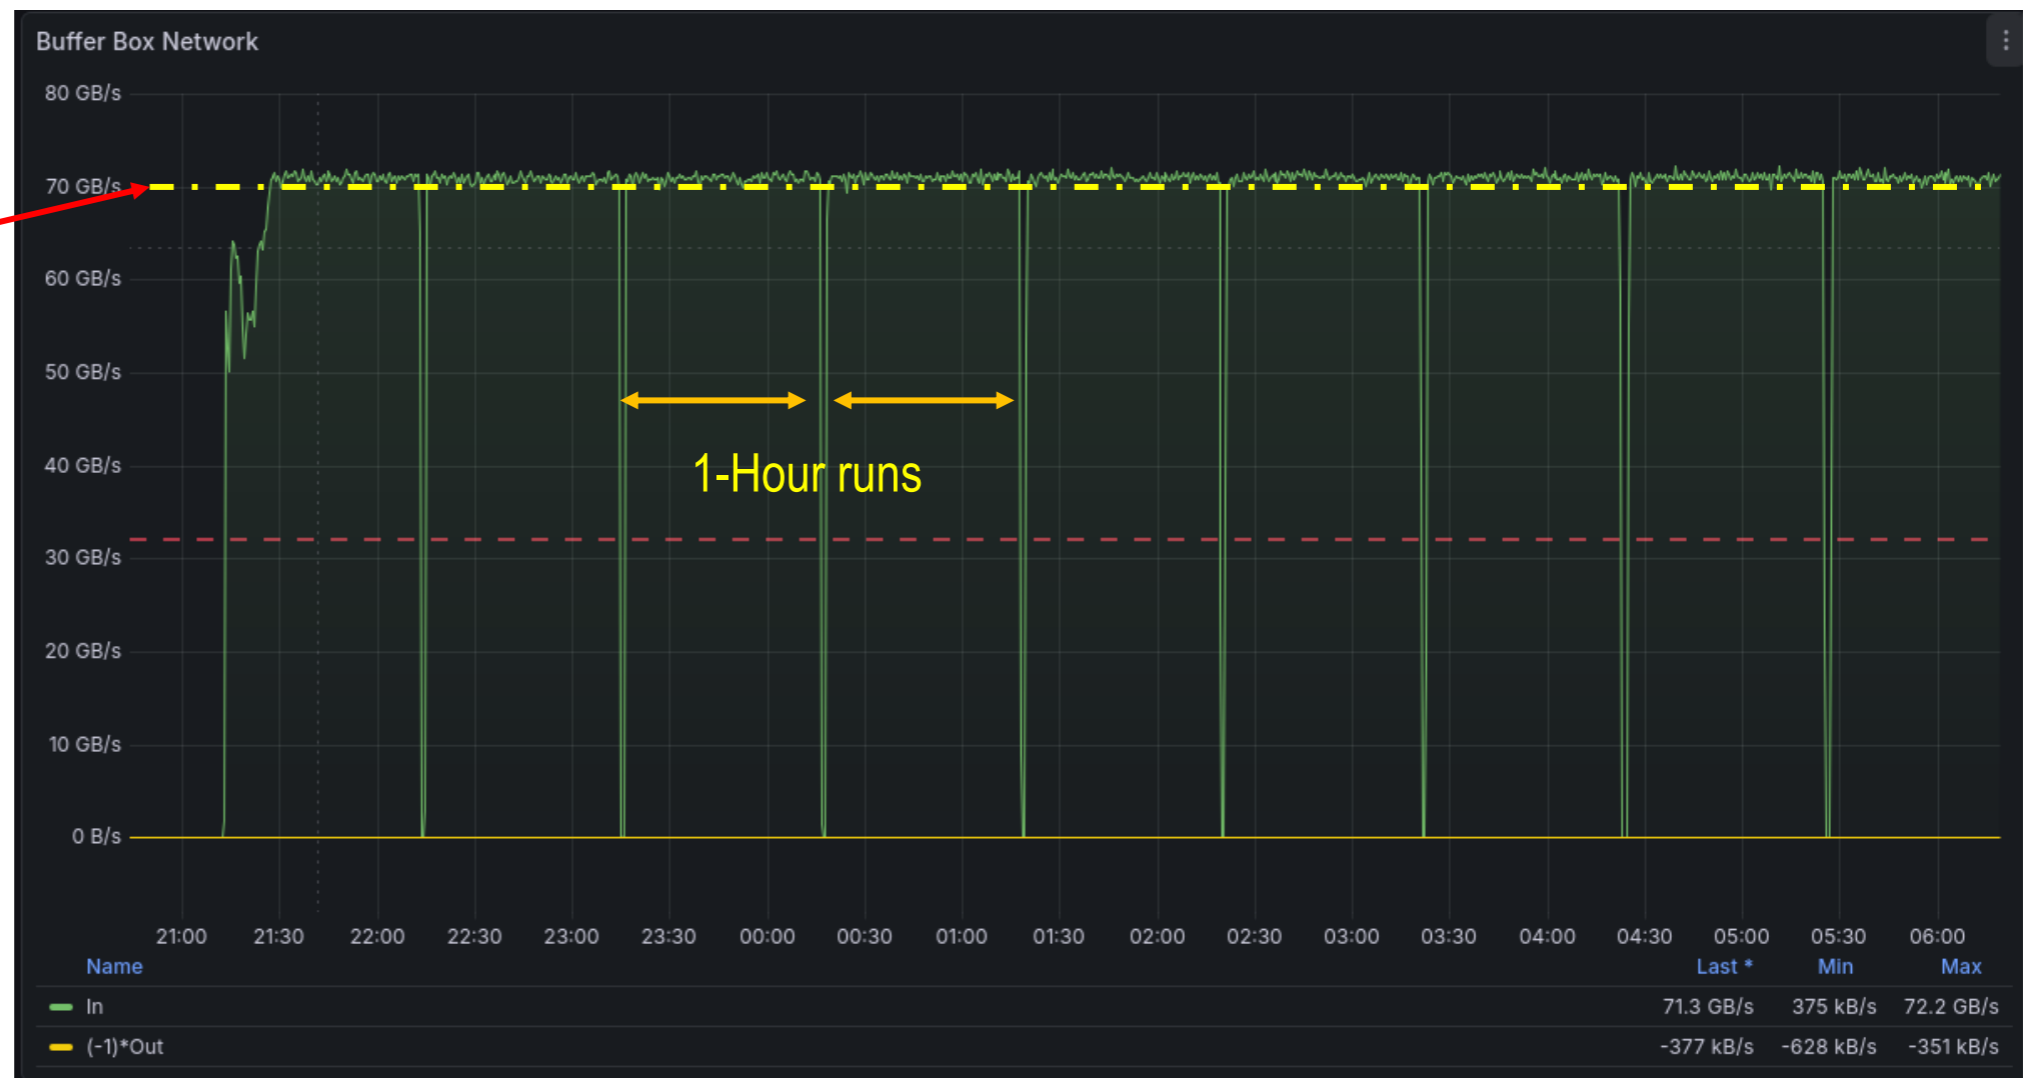 Buffer Box Network
80 GB/s
70 GB/s
60 GB/s
50 GB/s
40 GB/s
30 GB/s
20 GB/s
10 GB/s
0 B/s
1-Hour runs
21:00 21:30 22:00 22:30 23:00 23:30 00:00 00:30 01:00 01:30 02:00 02:30 03:00 03:30 04:00 04:30 05:00 05:30 06:00
Name Last * Min Max
In 71.3 GB/s 375 kB/s 72.2 GB/s
(-1)*Out -377 kB/s -628 kB/s -351 kB/s